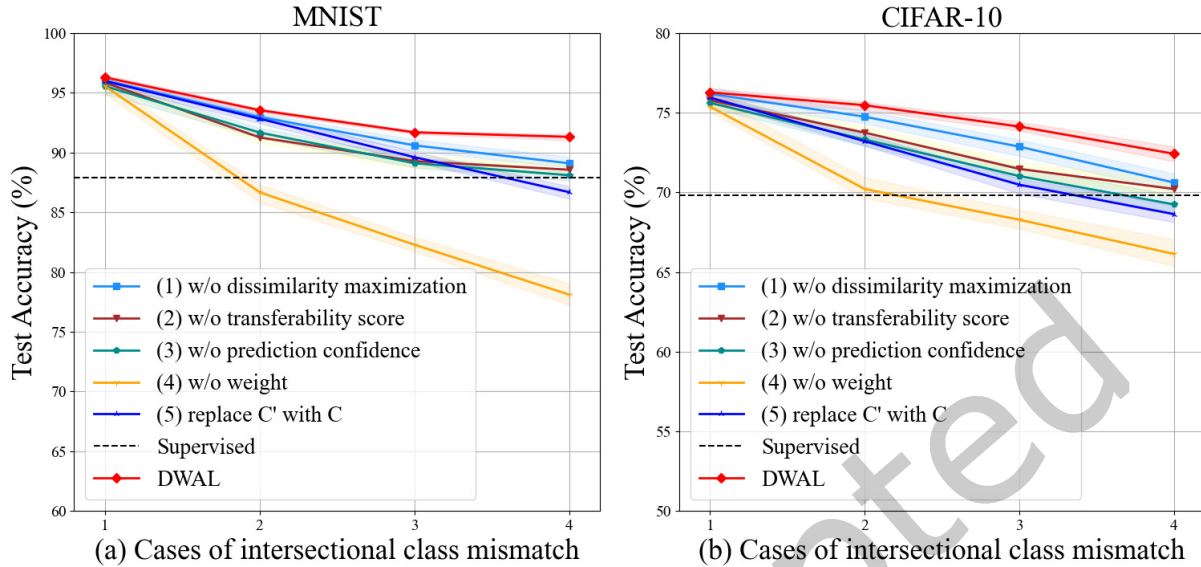 MNIST
100
95
90
85
80
75
70
65
60
Test Accuracy (%)
(1) w/o dissimilarity maximization
(2) w/o transferability score
(3) w/o prediction confidence
(4) w/o weight
(5) replace C' with C
Supervised
DWAL
1
2
3
4
(a) Cases of intersectional class mismatch
CIFAR-10
80
75
70
65
60
55
50
Test Accuracy (%)
(1) w/o dissimilarity maximization
(2) w/o transferability score
(3) w/o prediction confidence
(4) w/o weight
(5) replace C' with C
Supervised
DWAL
1
2
3
4
(b) Cases of intersectional class mismatch